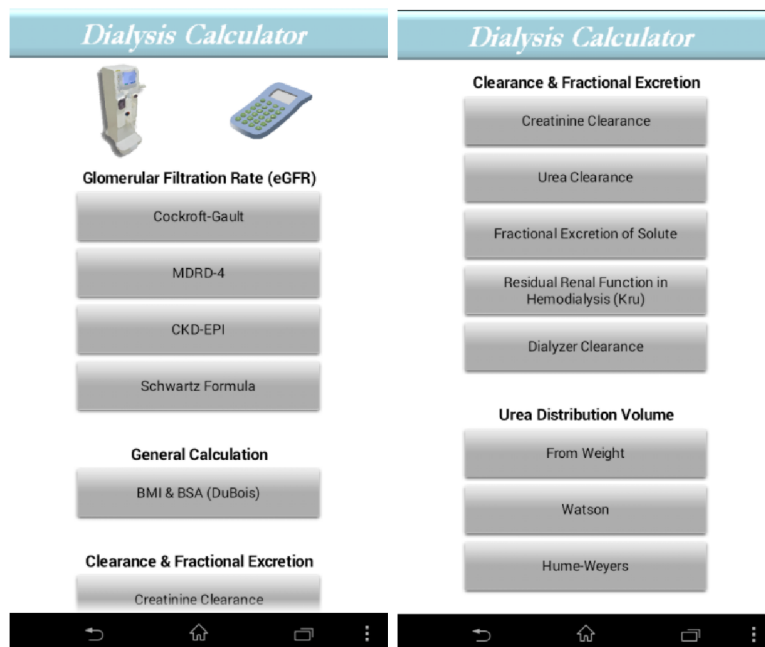 Dialysis Calculator
Glomerular Filtration Rate (eGFR)
Cockroft-Gault
MDRD-4
CKD-EPI
Schwartz Formula
General Calculation
BMI & BSA (DuBois)
Clearance & Fractional Excretion
Creatinine Clearance
Dialysis Calculator
Clearance & Fractional Excretion
Creatinine Clearance
Urea Clearance
Fractional Excretion of Solute
Residual Renal Function in
Hemodialysis (Kru)
Dialyzer Clearance
Urea Distribution Volume
From Weight
Watson
Hume-Weyers